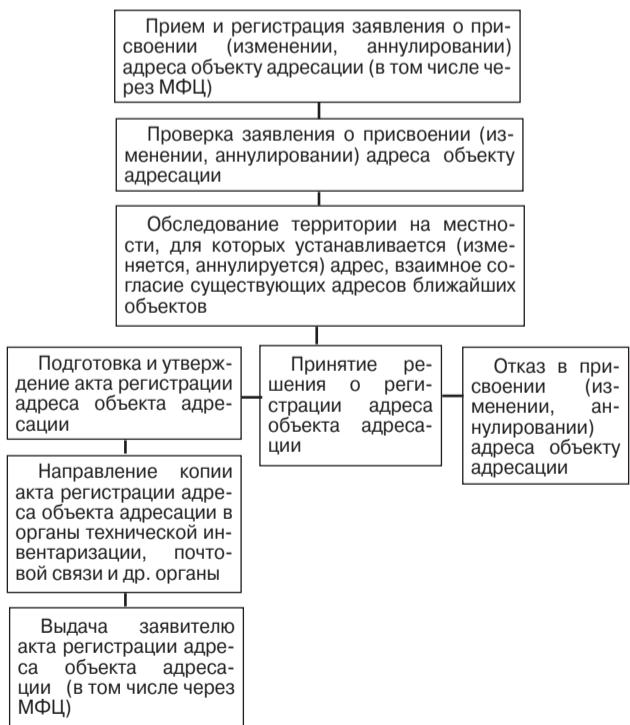 Прием и регистрация заявления о при-
своении (изменении, аннулировании)
адреса объекту адресации (в том числе че-
рез МФЦ)
Проверка заявления о присвоении (из-
менении, аннулировании) адреса объекту
адресации
Обследование территории на местно-
сти, для которых устанавливается (изме-
няется, аннулируется) адрес, взаимное со-
гласие существующих адресов ближайших
объектов
Подготовка и утверж-
дение акта регистрации
адреса объекта адре-
сации
Принятие ре-
шения о реги-
страции адреса
объекта адреса-
ции
Отказ в при-
своении (из-
менении, ан-
нулировании)
адреса объекту
адресации
Направление копии
акта регистрации адре-
са объекта адресации в
органы технической ин-
вентаризации, почто-
вой связи и др. органы
Выдача заявителю
акта регистрации адре-
са объекта адреса-
ции (в том числе через
МФЦ)